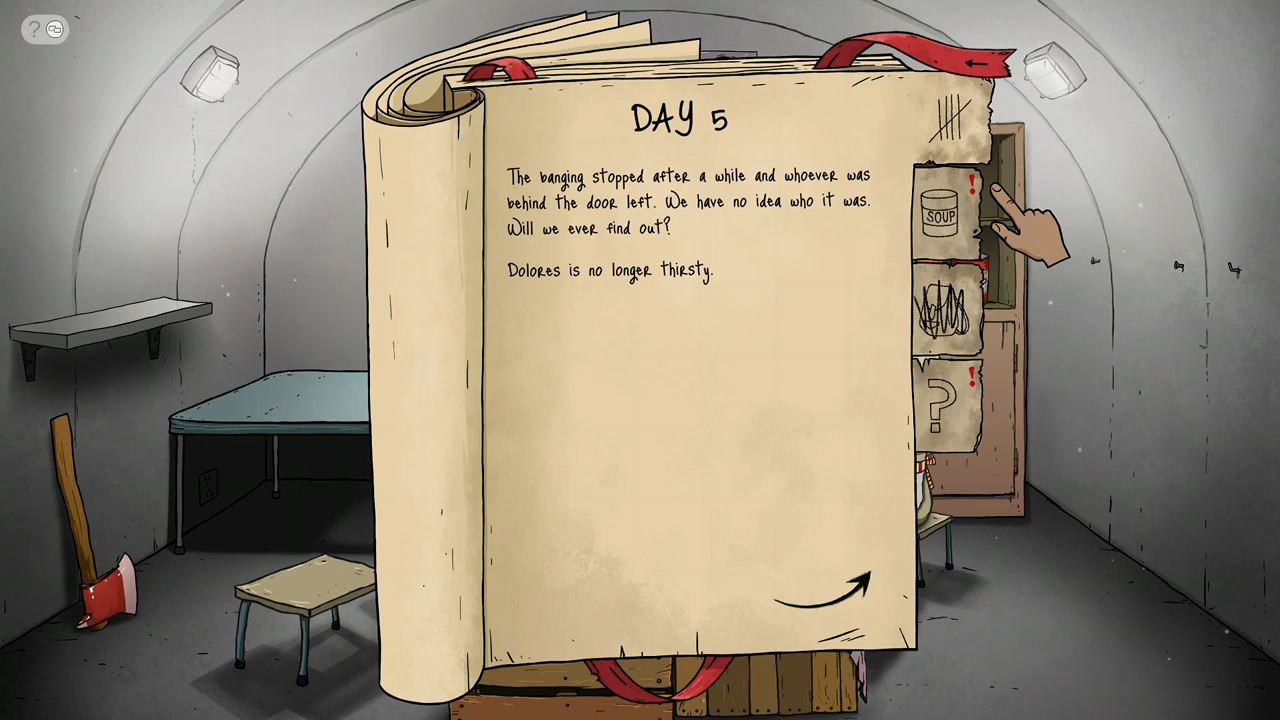 DAY 5
The banging stopped after a while and whoever was
behind the door left. We have no idea who it was.
Will we ever find out?
Dolores is no longer thirsty.
!
SOUP
!
?
?